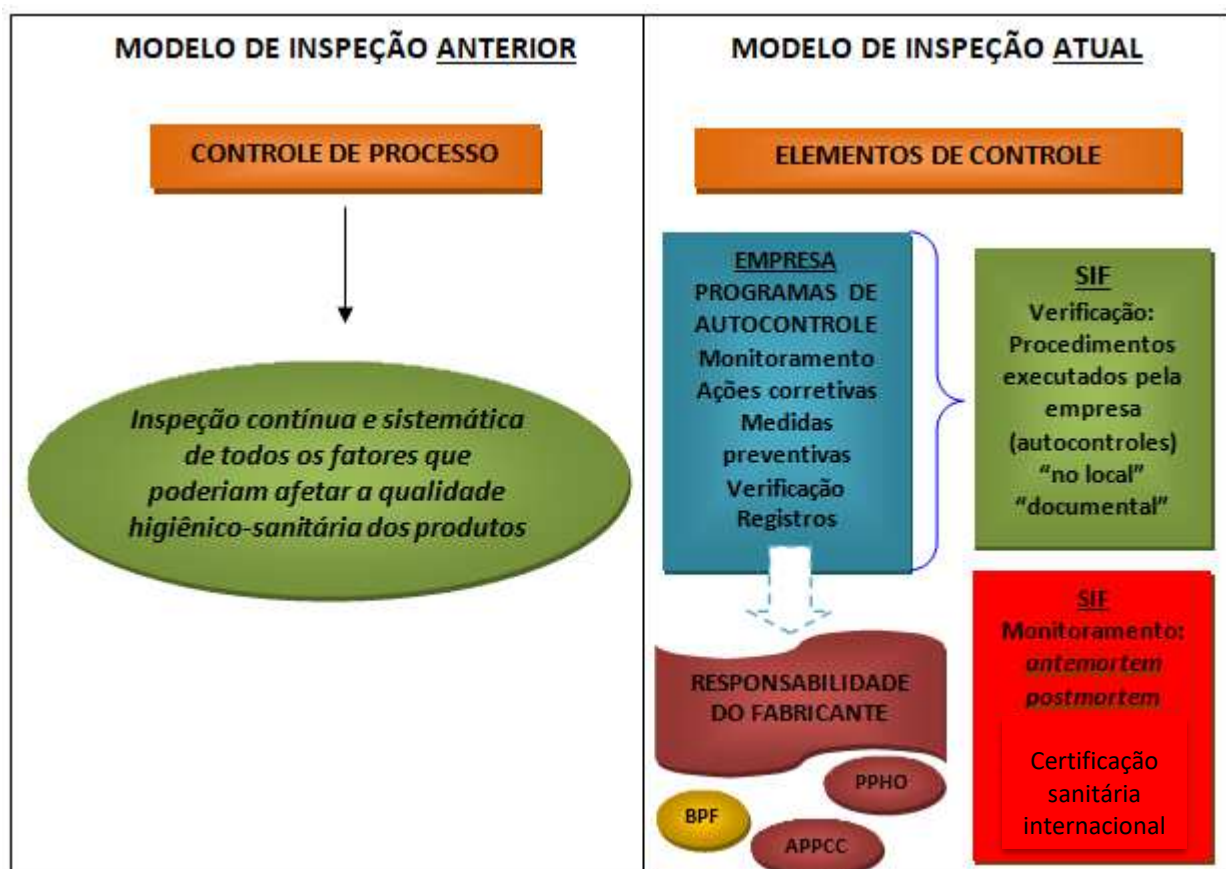 MODELO DE INSPEÇÃO ANTERIOR
CONTROLE DE PROCESSO
Inspeção contínua e sistemática
de todos os fatores que
poderiam afetar a qualidade
higiênico-sanitária dos produtos
MODELO DE INSPEÇÃO ATUAL
ELEMENTOS DE CONTROLE
EMPRESA
PROGRAMAS DE
AUTOCONTROLE
Monitoramento
Ações corretivas
Medidas
preventivas
Verificação
Registros
SIF
Verificação:
Procedimentos
executados pela
empresa
(autocontroles)
“no local”
“documental”
RESPONSABILIDADE
DO FABRICANTE
PPHO
BPF
APPCC
SIF
Monitoramento:
antemortem
postmortem
Certificação
sanitária
internacional